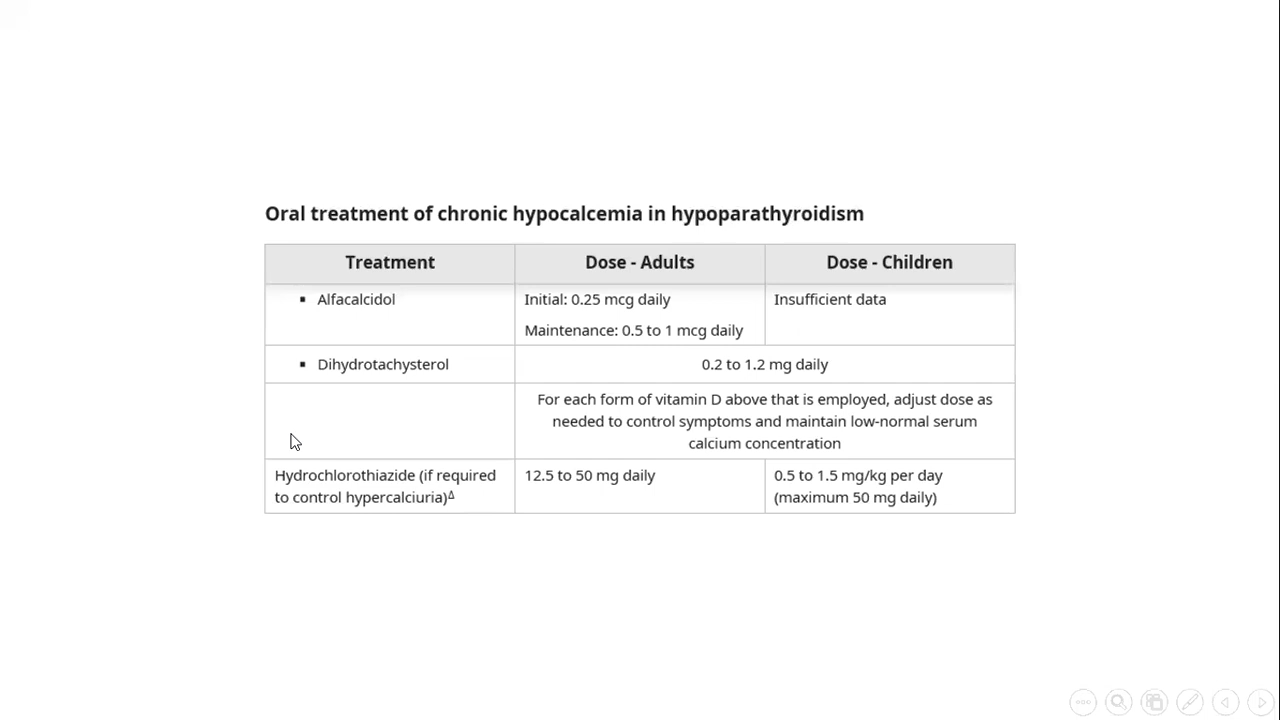 Oral treatment of chronic hypocalcemia in hypoparathyroidism
Treatment Dose - Adults Dose - Children
▪ Alfacalcidol Initial: 0.25 mcg daily Insufficient data
Maintenance: 0.5 to 1 mcg daily
▪ Dihydrotachysterol 0.2 to 1.2 mg daily
For each form of vitamin D above that is employed, adjust dose as
needed to control symptoms and maintain low-normal serum
calcium concentration
Hydrochlorothiazide (if required 12.5 to 50 mg daily 0.5 to 1.5 mg/kg per day
to control hypercalciuria)Δ (maximum 50 mg daily)